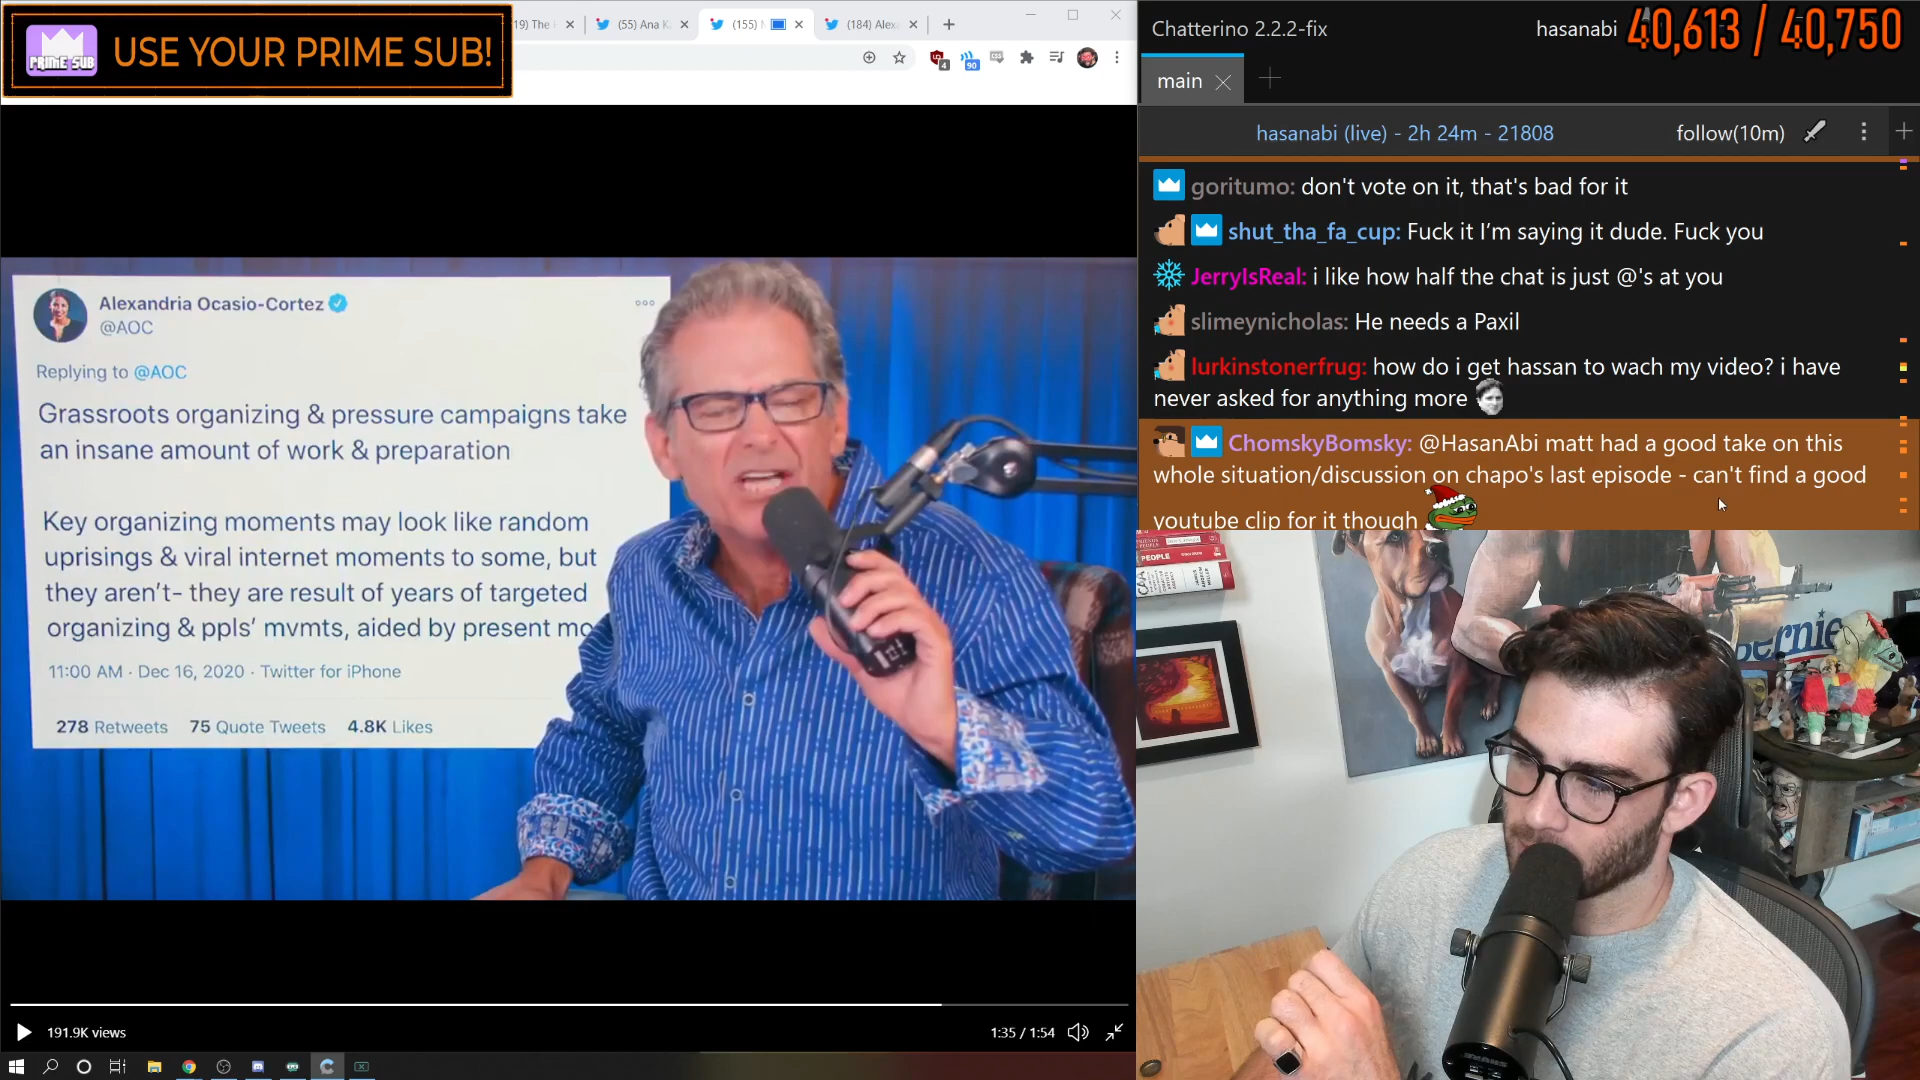 PRIME SUB
USE YOUR PRIME SUB!
19) The
(55) Ana K
(155)
(184) Alexa
4
90
Chatterino 2.2.2-fix
hasanabi
40,613 / 40,750
main
hasanabi (live) - 2h 24m - 21808
follow(10m)
goritumo: don't vote on it, that's bad for it
shut_tha_fa_cup: Fuck it I’m saying it dude. Fuck you
JerryIsReal: i like how half the chat is just @'s at you
slimeynicholas: He needs a Paxil
lurkinstonerfrug: how do i get hassan to wach my video? i have
never asked for anything more
ChomskyBomsky: @HasanAbi matt had a good take on this
whole situation/discussion on chapo's last episode - can't find a good
youtube clip for it though
Alexandria Ocasio-Cortez
@AOC
Replying to @AOC
Grassroots organizing & pressure campaigns take
an insane amount of work & preparation
Key organizing moments may look like random
uprisings & viral internet moments to some, but
they aren’t- they are result of years of targeted
organizing & ppls’ mvmts, aided by present mo
11:00 AM · Dec 16, 2020 · Twitter for iPhone
278 Retweets 75 Quote Tweets 4.8K Likes
PEOPLE
Bernie
191.9K views
1:35 / 1:54